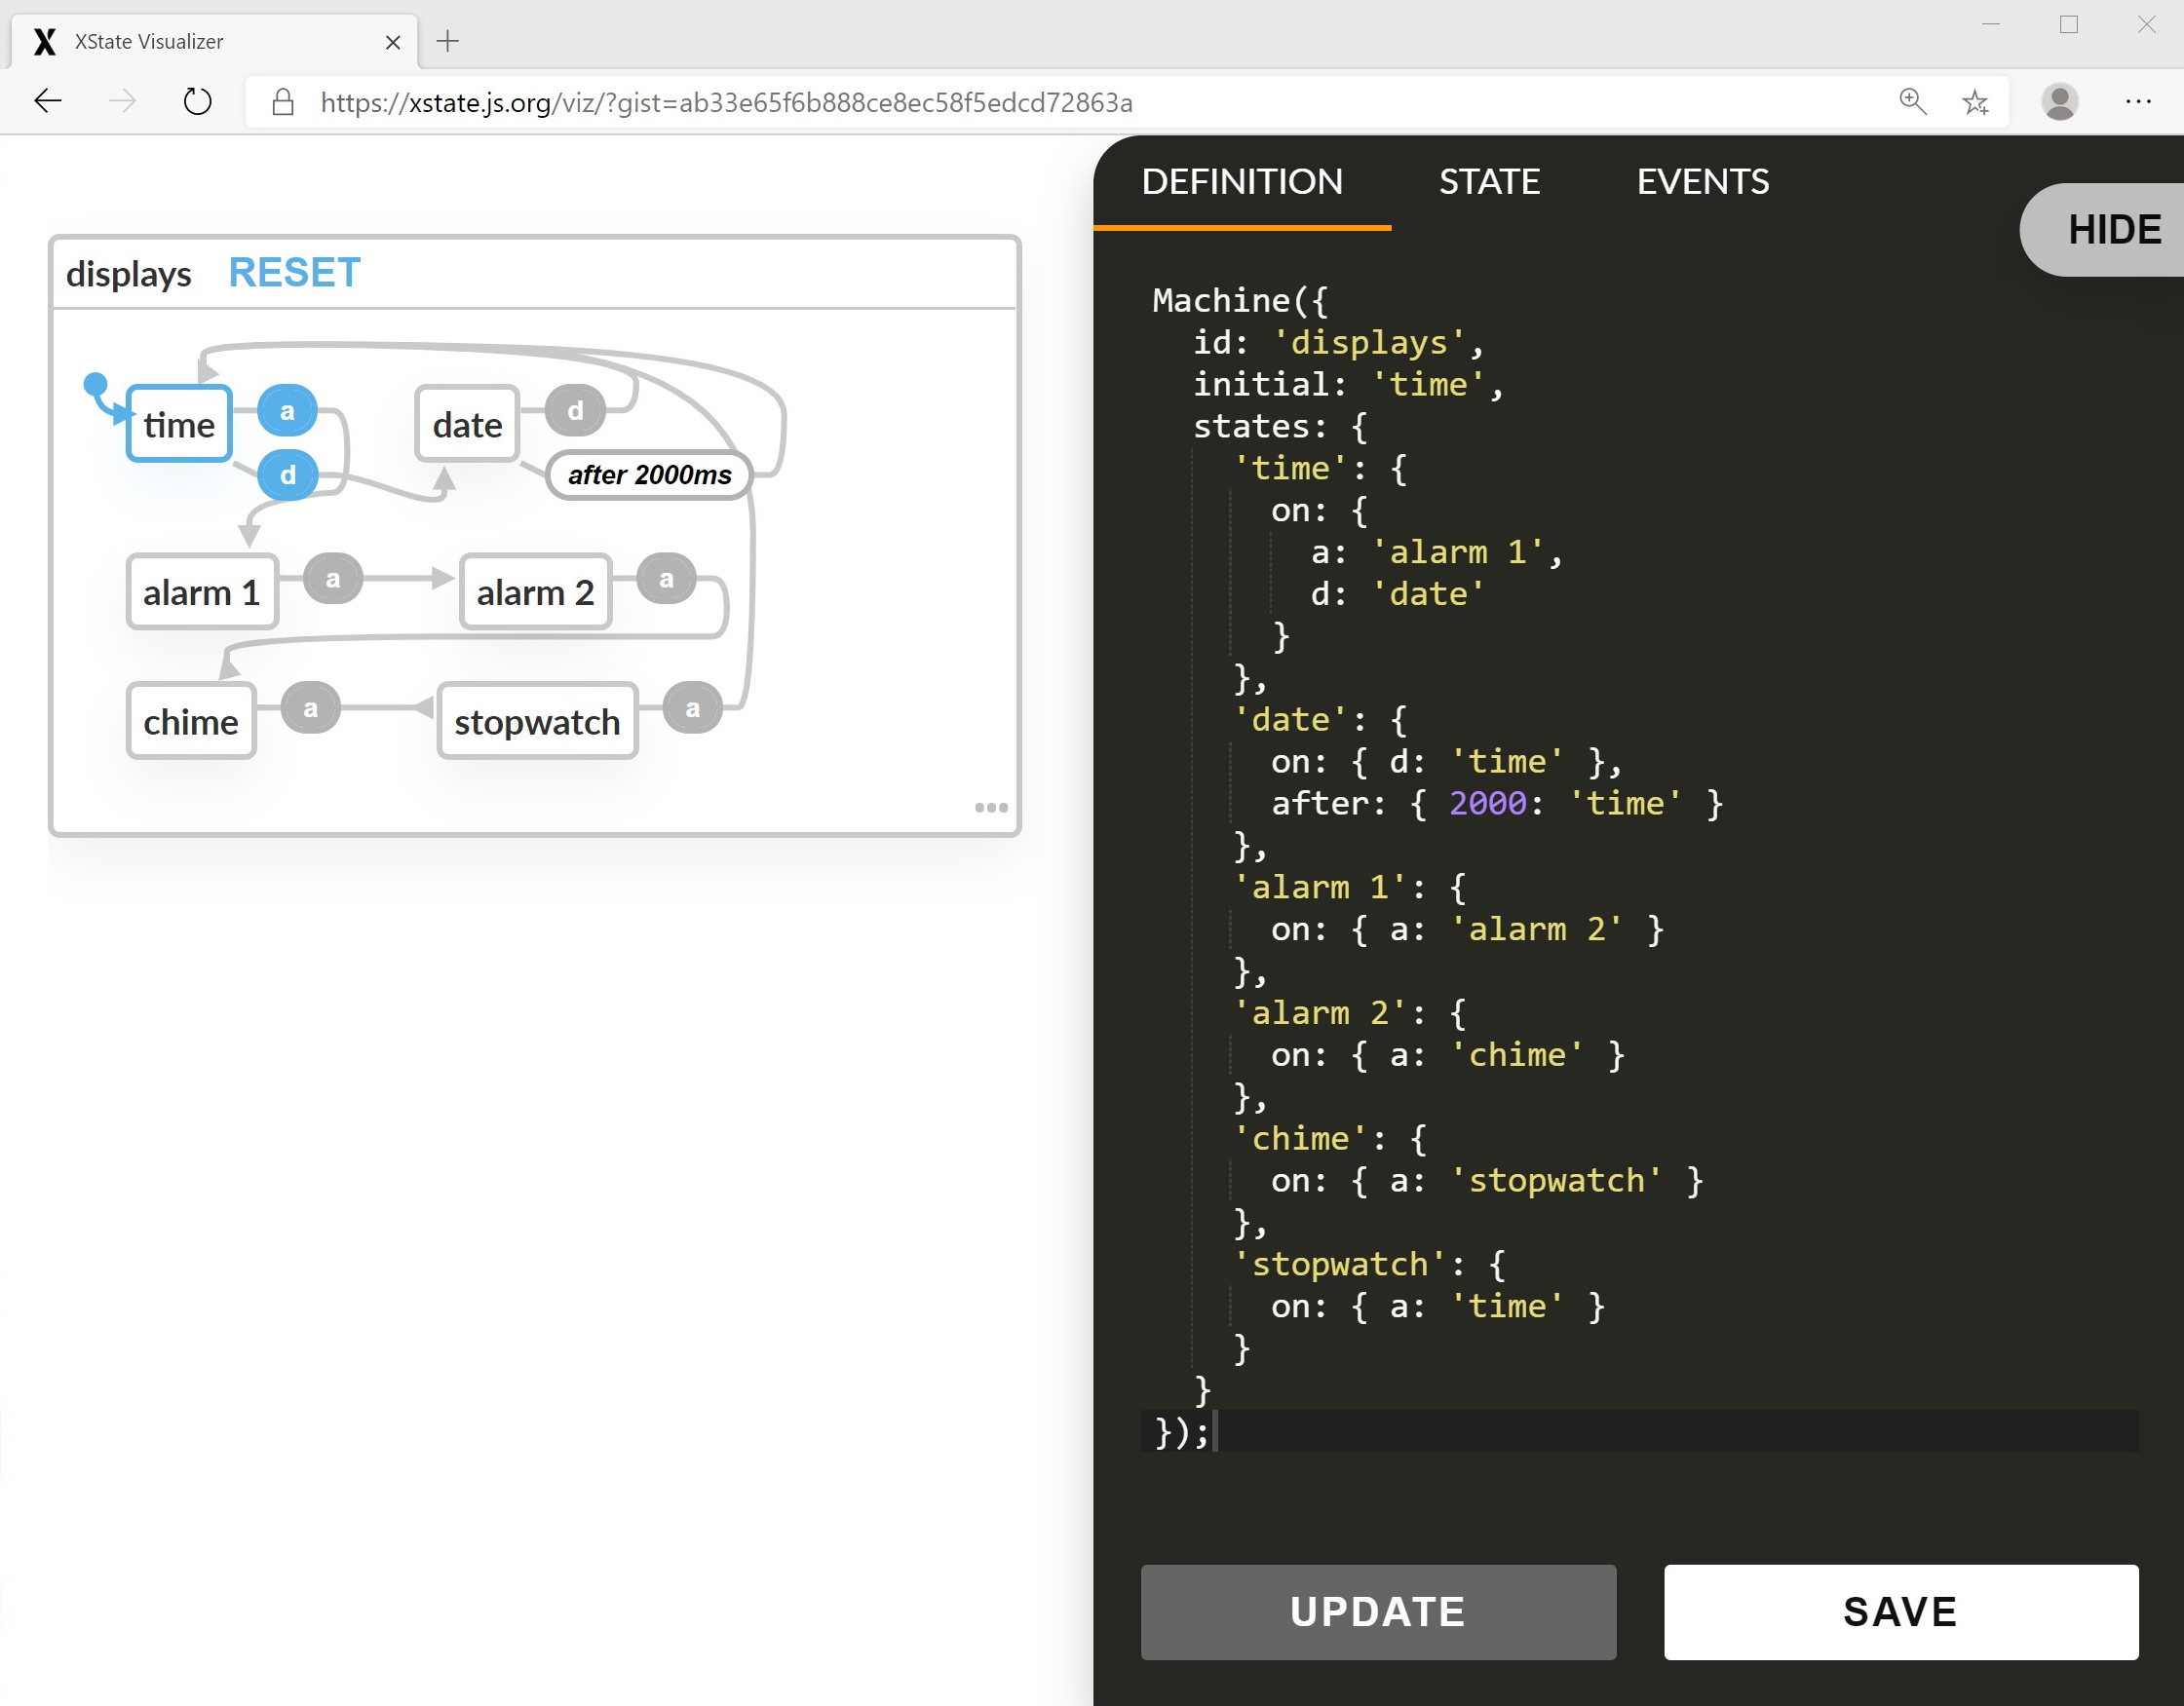 XState Visualizer
https://xstate.js.org/viz/?gist=ab33e65f6b888ce8ec58f5edcd72863a
displays RESET
time a date d
d after 2000ms
alarm 1 a alarm 2 a
chime a stopwatch a
DEFINITION STATE EVENTS
HIDE
Machine({
id: 'displays',
initial: 'time',
states: {
'time': {
on: {
a: 'alarm 1',
d: 'date'
}
},
'date': {
on: { d: 'time' },
after: { 2000: 'time' }
},
'alarm 1': {
on: { a: 'alarm 2' }
},
'alarm 2': {
on: { a: 'chime' }
},
'chime': {
on: { a: 'stopwatch' }
},
'stopwatch': {
on: { a: 'time' }
}
}
});
UPDATE SAVE